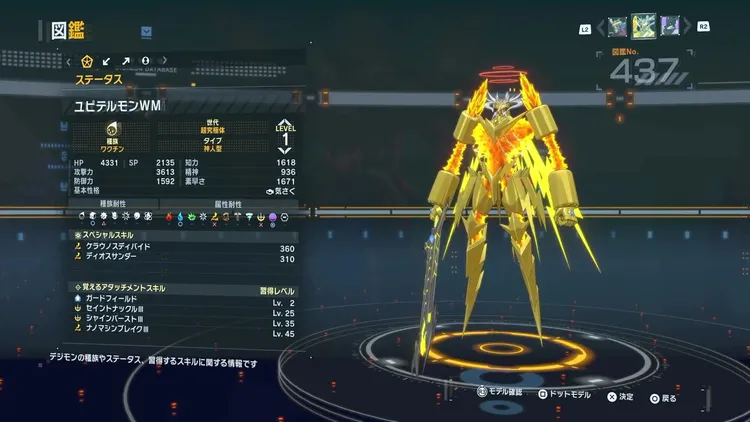 図鑑
L2
R2
図鑑No.
437
DATABASE
ステータス
ユピテルモンWM
種族
ワクチン
世代
超究極体
タイプ
神人型
LEVEL
1
HP 4331 SP 2135 知力 1618
攻撃力 3613 精神 936
防御力 1592 素早さ 1671
基本性格 気さく
種族耐性 属性耐性
スペシャルスキル
クラウノスディバイド 360
ディオスサンダー 310
覚えるアタッチメントスキル 習得レベル
ガードフィールド Lv. 2
セイントナックルⅢ Lv. 25
シャインバーストⅢ Lv. 35
ナノマシンブレイクⅢ Lv. 45
デジモンの種族やステータス、習得するスキルに関する情報です
R3 モデル確認 ドットモデル 決定 戻る